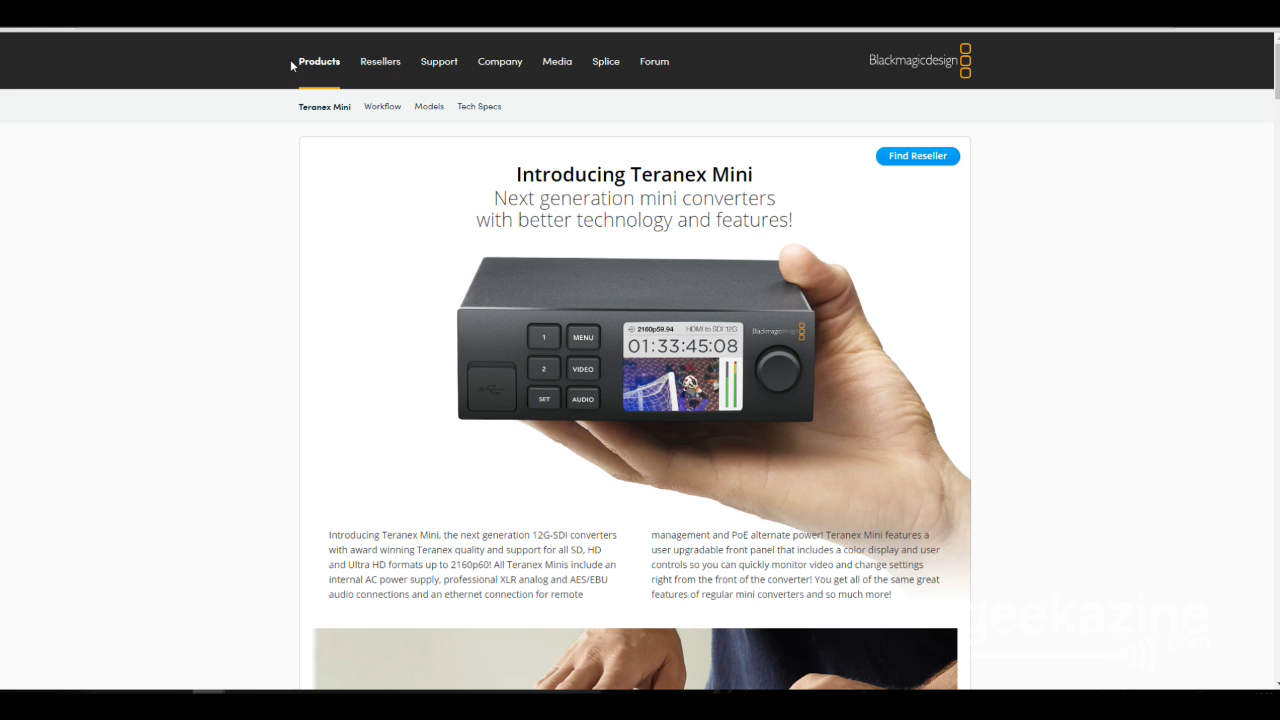 Products Resellers Support Company Media Splice Forum
Blackmagicdesign
Teranex Mini Workflow Models Tech Specs
Find Reseller
Introducing Teranex Mini
Next generation mini converters
with better technology and features!
1 MENU
2 VIDEO
SET AUDIO
2160p59.94 HDMI to SDI 12G
01:33:45:08
Blackmagicdesign
Introducing Teranex Mini, the next generation 12G-SDI converters
with award winning Teranex quality and support for all SD, HD
and Ultra HD formats up to 2160p60! All Teranex Minis include an
internal AC power supply, professional XLR analog and AES/EBU
audio connections and an ethernet connection for remote
management and PoE alternate power! Teranex Mini features a
user upgradable front panel that includes a color display and user
controls so you can quickly monitor video and change settings
right from the front of the converter! You get all of the same great
features of regular mini converters and so much more!
geekazine
.com